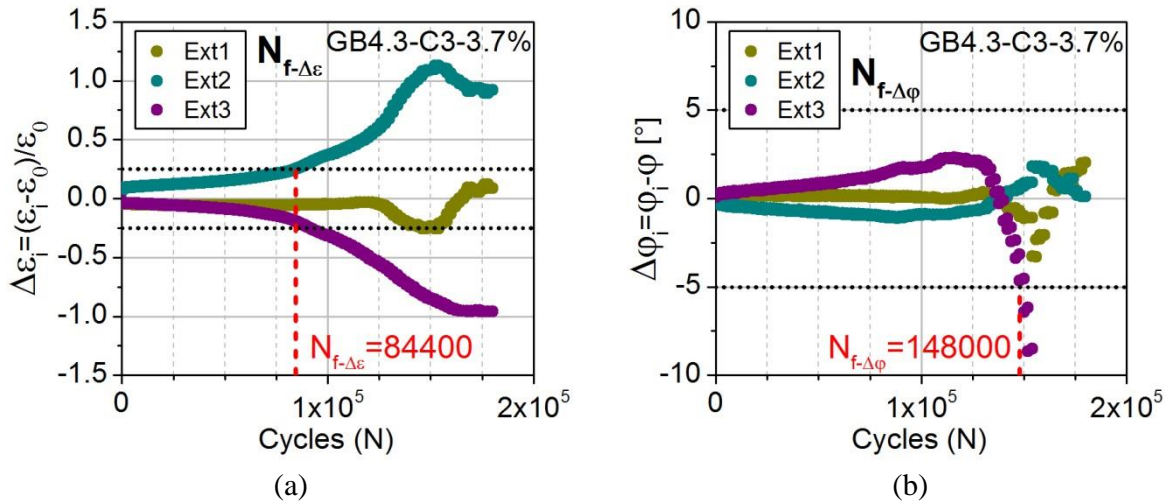 GB4.3-C3-3.7%
Ext1
Ext2
Ext3
N_f-Δε
Δε_i=(ε_i-ε_0)/ε_0
1.5
1.0
0.5
0.0
-0.5
-1.0
-1.5
N_f-Δε=84400
0
1x10^5
2x10^5
Cycles (N)
(a)
GB4.3-C3-3.7%
Ext1
Ext2
Ext3
N_f-Δφ
Δφ_i=φ_i-φ [°]
10
5
0
-5
-10
N_f-Δφ=148000
0
1x10^5
2x10^5
Cycles (N)
(b)